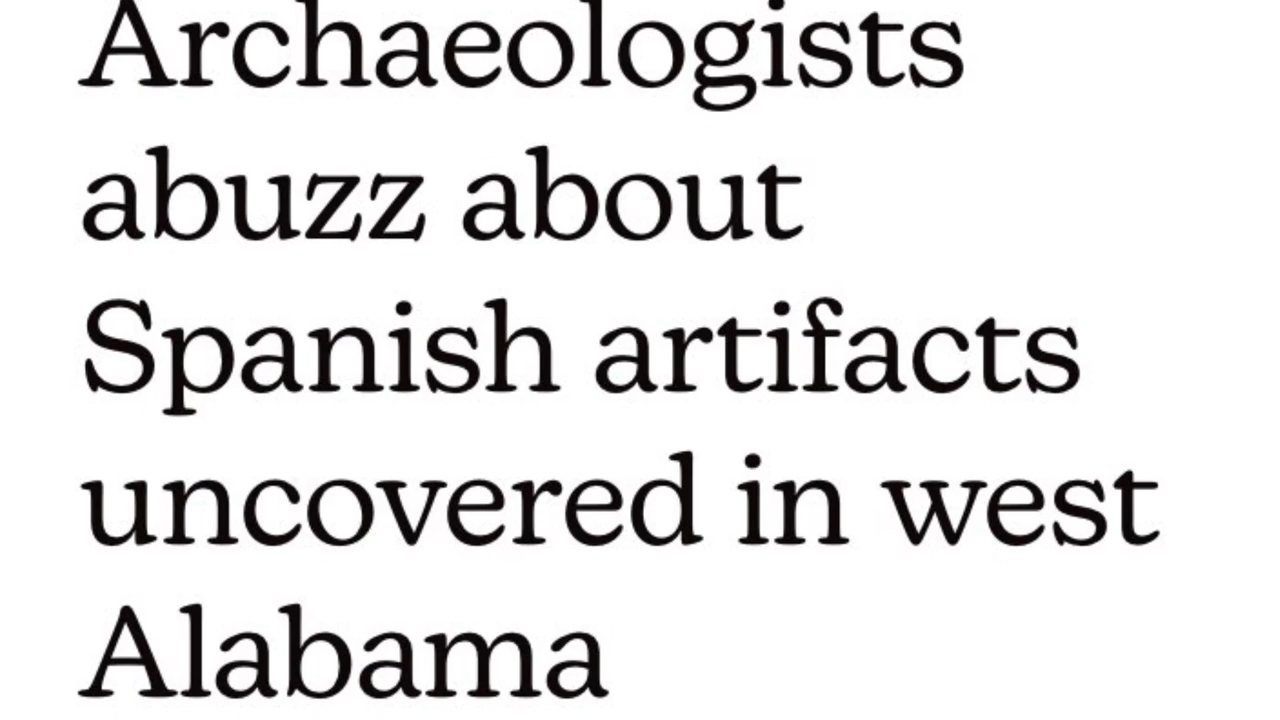 Archaeologists
abuzz about
Spanish artifacts
uncovered in west
Alabama